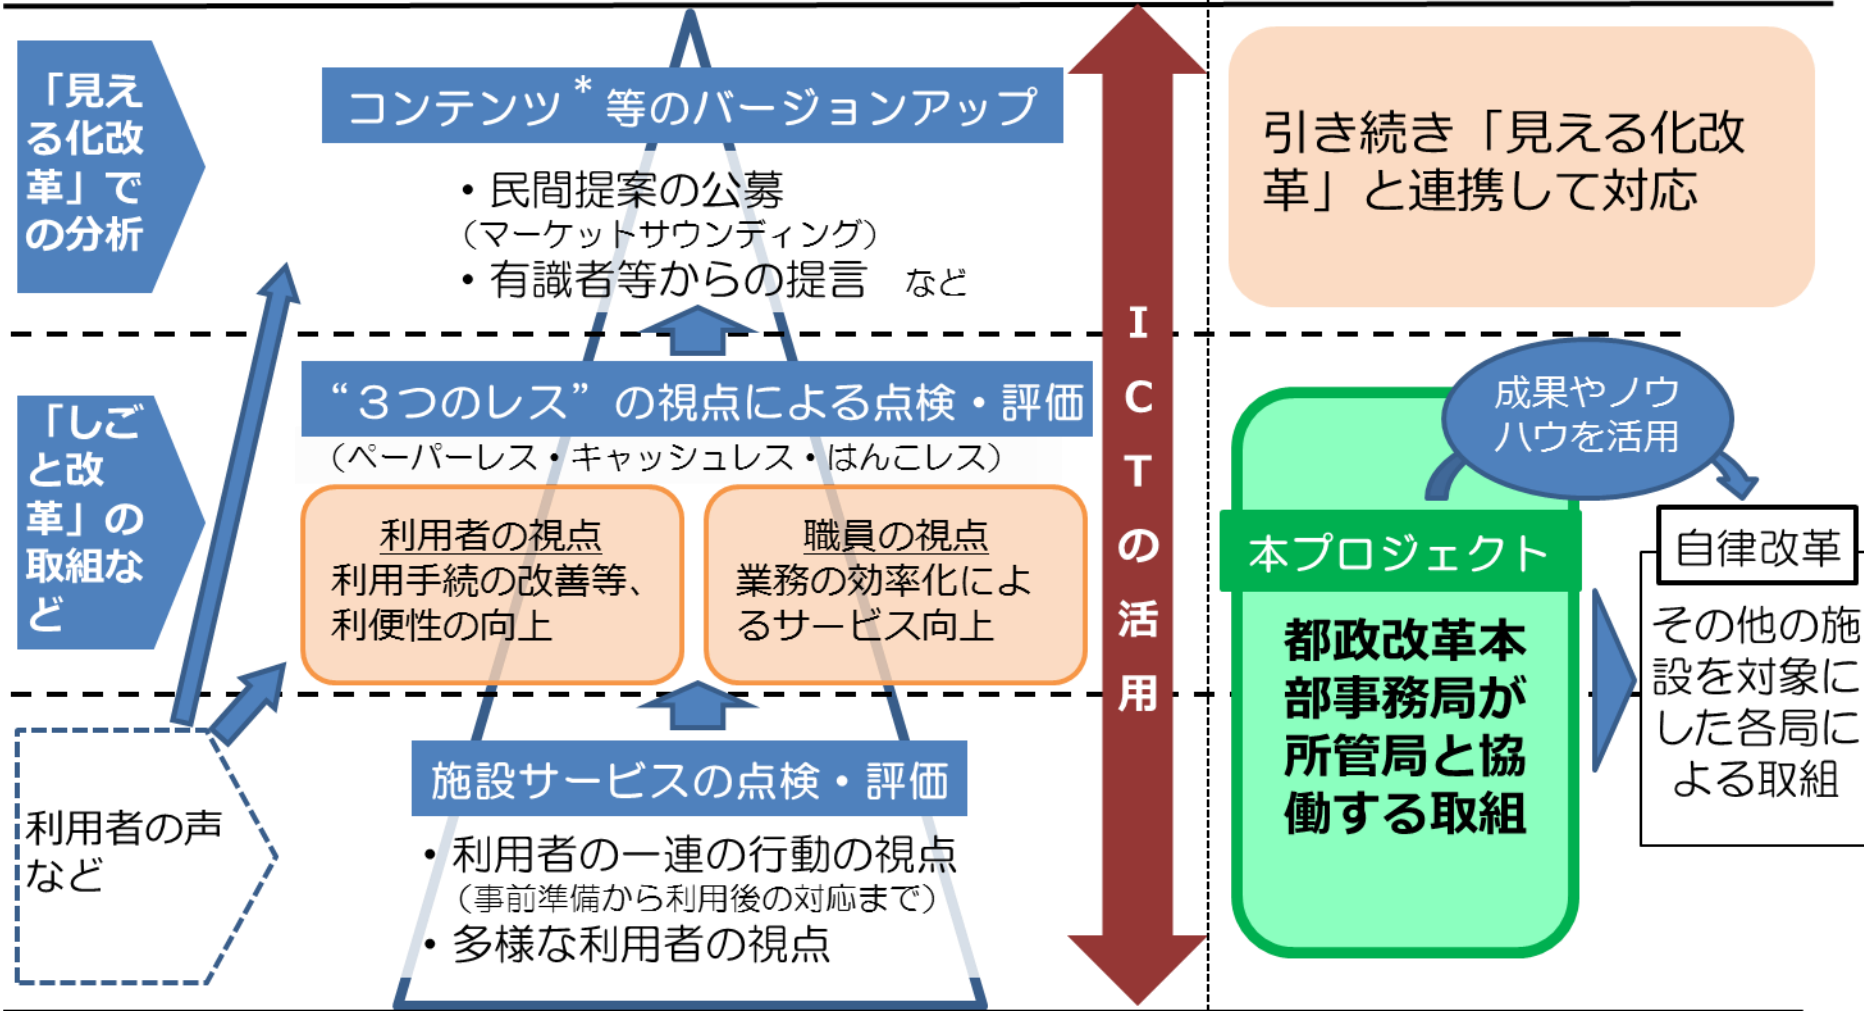 「見え
る化改
革」で
の分析
コンテンツ*等のバージョンアップ
・民間提案の公募
（マーケットサウンディング）
・有識者等からの提言 など
引き続き「見える化改
革」と連携して対応
「しご
と改
革」の
取組な
ど
“３つのレス”の視点による点検・評価
（ペーパーレス・キャッシュレス・はんこレス）
利用者の視点
利用手続の改善等、
利便性の向上
職員の視点
業務の効率化によ
るサービス向上
ＩＣＴの活用
成果やノウ
ハウを活用
本プロジェクト
都政改革本
部事務局が
所管局と協
働する取組
自律改革
その他の施
設を対象に
した各局に
よる取組
利用者の声
など
施設サービスの点検・評価
・利用者の一連の行動の視点
（事前準備から利用後の対応まで）
・多様な利用者の視点